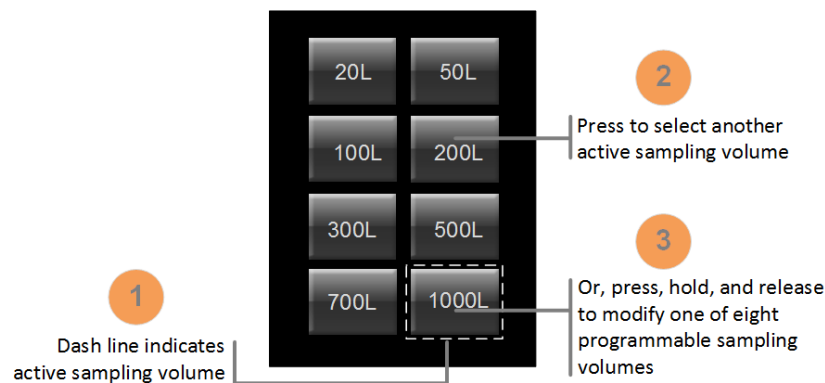 20L
50L
100L
200L
300L
500L
700L
1000L
1
Dash line indicates
active sampling volume
2
Press to select another
active sampling volume
3
Or, press, hold, and release
to modify one of eight
programmable sampling
volumes